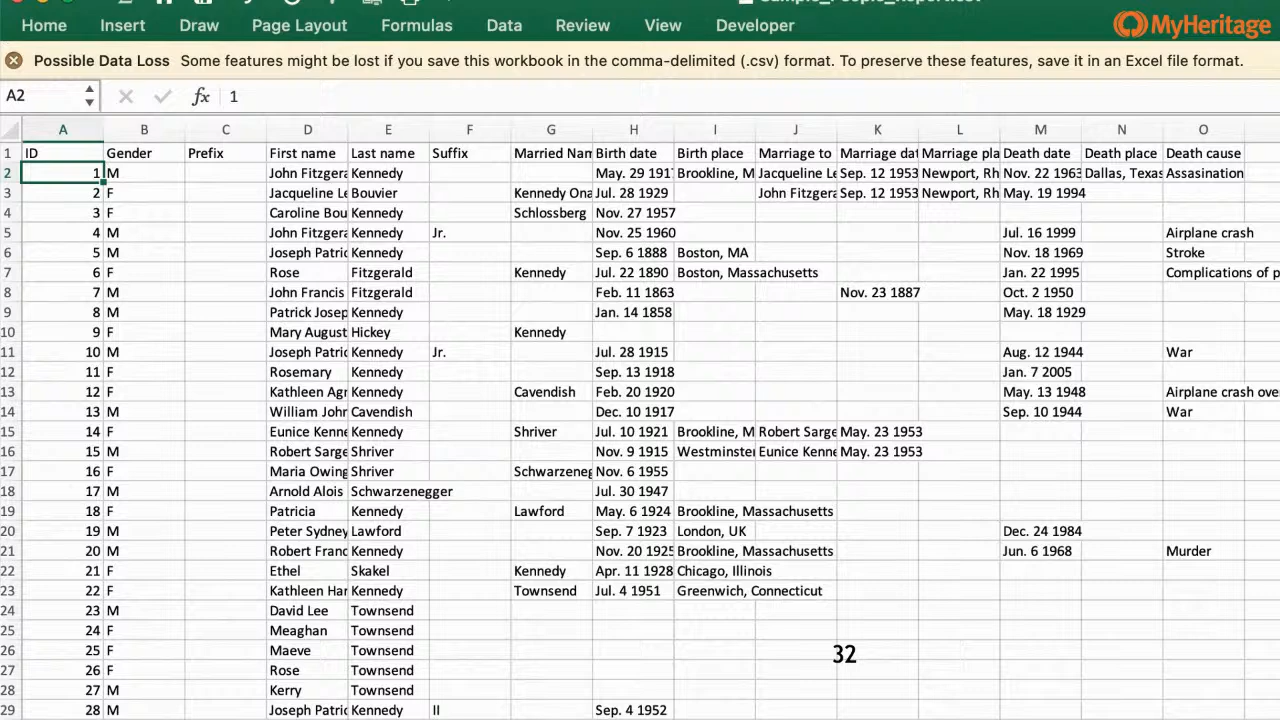 Home Insert Draw Page Layout Formulas Data Review View Developer MyHeritage
Possible Data Loss Some features might be lost if you save this workbook in the comma-delimited (.csv) format. To preserve these features, save it in an Excel file format.
A2 fx 1
A B C D E F G H I J K L M N O
1 ID Gender Prefix First name Last name Suffix Married Nam Birth date Birth place Marriage to Marriage dat Marriage pla Death date Death place Death cause
2 1 M John Fitzgera Kennedy May. 29 191 Brookline, M Jacqueline Le Sep. 12 1953 Newport, Rh Nov. 22 1963 Dallas, Texas Assasination
3 2 F Jacqueline Le Bouvier Kennedy Ona Jul. 28 1929 John Fitzgera Sep. 12 1953 Newport, Rh May. 19 1994
4 3 F Caroline Bou Kennedy Schlossberg Nov. 27 1957
5 4 M John Fitzgera Kennedy Jr. Nov. 25 1960 Jul. 16 1999 Airplane crash
6 5 M Joseph Patric Kennedy Sep. 6 1888 Boston, MA Nov. 18 1969 Stroke
7 6 F Rose Fitzgerald Kennedy Jul. 22 1890 Boston, Massachusetts Jan. 22 1995 Complications of p
8 7 M John Francis Fitzgerald Feb. 11 1863 Nov. 23 1887 Oct. 2 1950
9 8 M Patrick Josep Kennedy Jan. 14 1858 May. 18 1929
10 9 F Mary August Hickey Kennedy
11 10 M Joseph Patric Kennedy Jr. Jul. 28 1915 Aug. 12 1944 War
12 11 F Rosemary Kennedy Sep. 13 1918 Jan. 7 2005
13 12 F Kathleen Agn Kennedy Cavendish Feb. 20 1920 May. 13 1948 Airplane crash ove
14 13 M William John Cavendish Dec. 10 1917 Sep. 10 1944 War
15 14 F Eunice Kenne Kennedy Shriver Jul. 10 1921 Brookline, M Robert Sarge May. 23 1953
16 15 M Robert Sarge Shriver Nov. 9 1915 Westminster Eunice Kenne May. 23 1953
17 16 F Maria Owing Shriver Schwarzeneg Nov. 6 1955
18 17 M Arnold Alois Schwarzenegger Jul. 30 1947
19 18 F Patricia Kennedy Lawford May. 6 1924 Brookline, Massachusetts
20 19 M Peter Sydney Lawford Sep. 7 1923 London, UK Dec. 24 1984
21 20 M Robert Franc Kennedy Nov. 20 1925 Brookline, Massachusetts Jun. 6 1968 Murder
22 21 F Ethel Skakel Kennedy Apr. 11 1928 Chicago, Illinois
23 22 F Kathleen Har Kennedy Townsend Jul. 4 1951 Greenwich, Connecticut
24 23 M David Lee Townsend
25 24 F Meaghan Townsend
26 25 F Maeve Townsend
27 26 F Rose Townsend
32
28 27 M Kerry Townsend
29 28 M Joseph Patric Kennedy II Sep. 4 1952